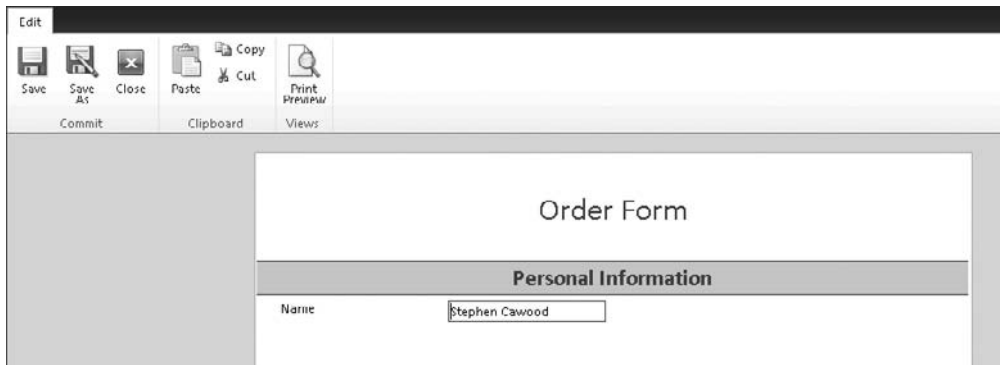 Edit
Save
Save As
Close
Paste
Copy
Cut
Print Preview
Commit
Clipboard
Views
Order Form
Personal Information
Name
Stephen Cawood